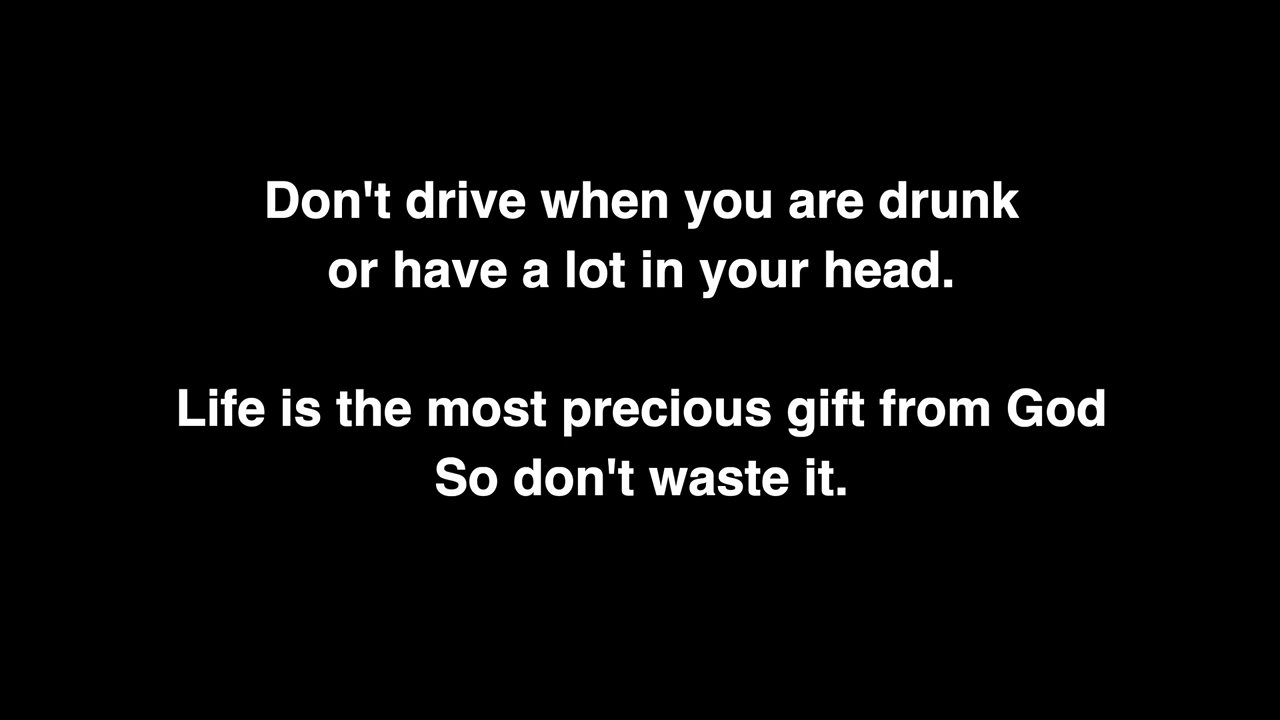 Don't drive when you are drunk
or have a lot in your head.
Life is the most precious gift from God
So don't waste it.